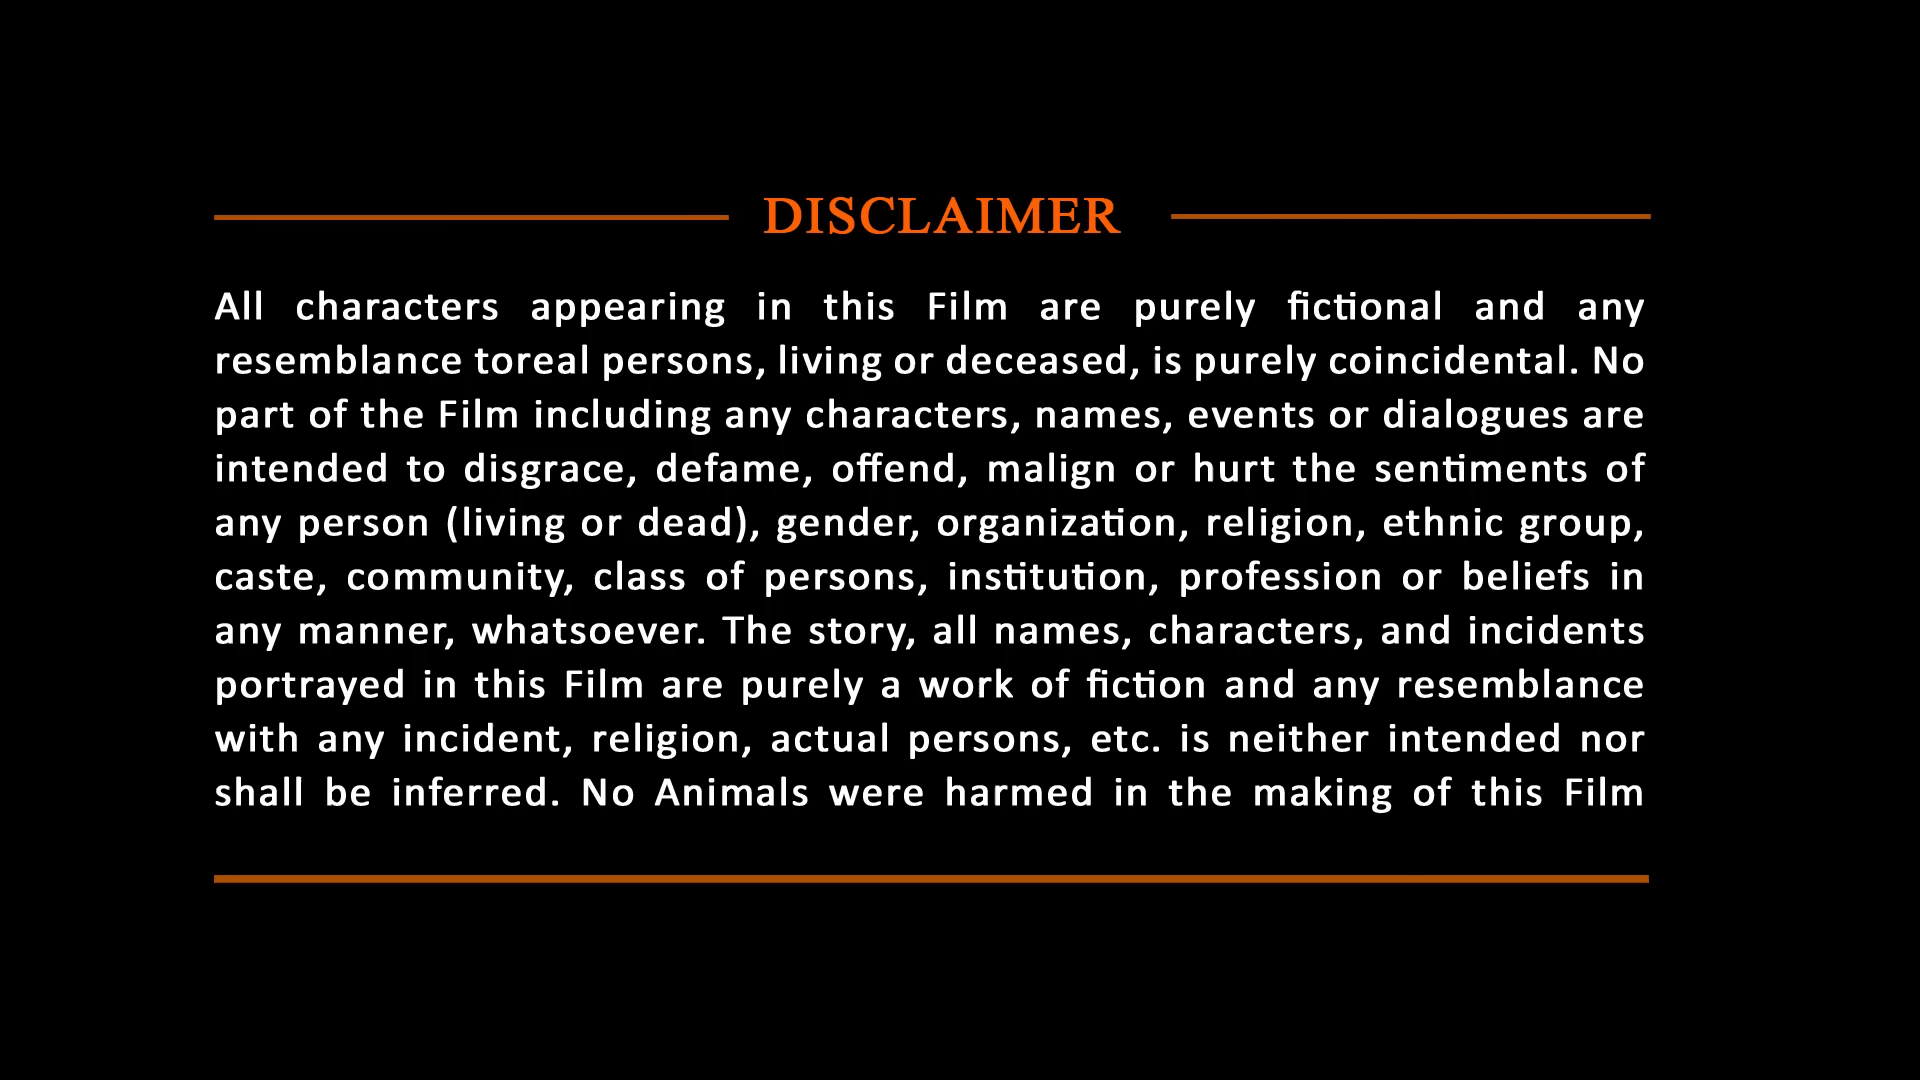 DISCLAIMER
All characters appearing in this Film are purely fictional and any
resemblance toreal persons, living or deceased, is purely coincidental. No
part of the Film including any characters, names, events or dialogues are
intended to disgrace, defame, offend, malign or hurt the sentiments of
any person (living or dead), gender, organization, religion, ethnic group,
caste, community, class of persons, institution, profession or beliefs in
any manner, whatsoever. The story, all names, characters, and incidents
portrayed in this Film are purely a work of fiction and any resemblance
with any incident, religion, actual persons, etc. is neither intended nor
shall be inferred. No Animals were harmed in the making of this Film